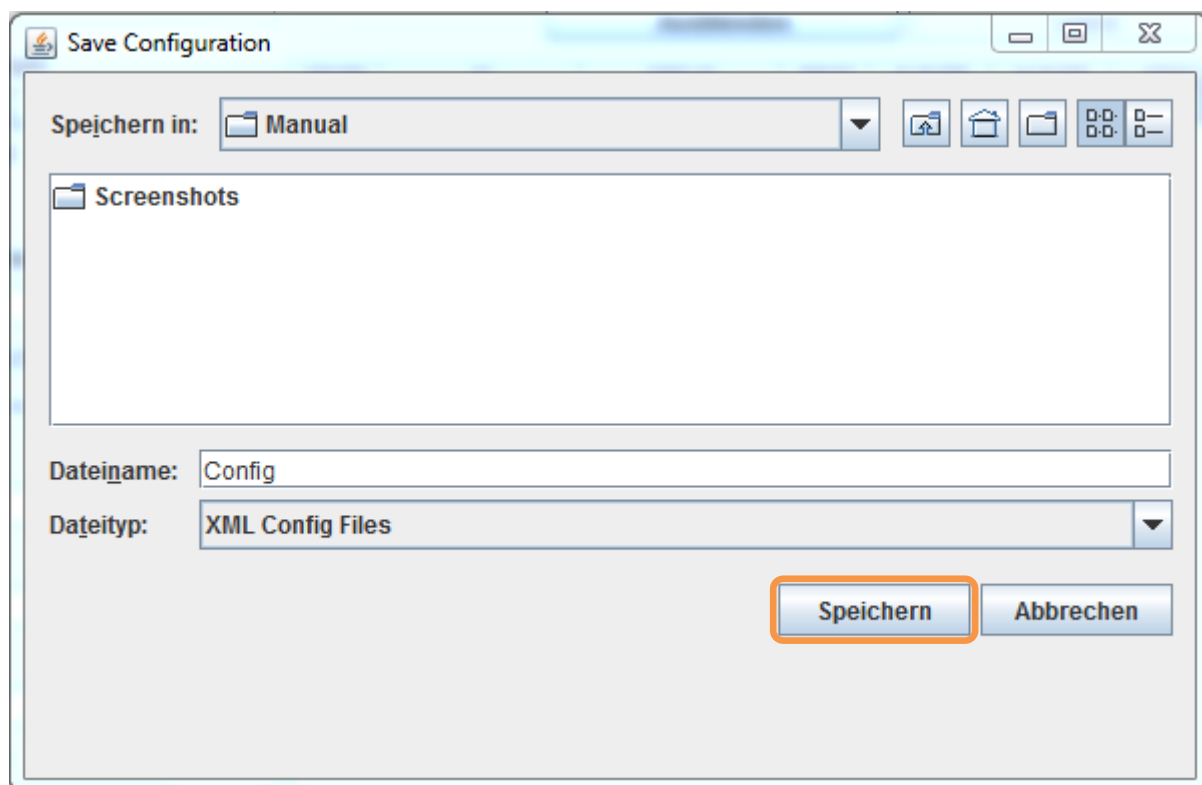 Save Configuration
Speichern in: Manual
Screenshots
Dateiname: Config
Dateityp: XML Config Files
Speichern Abbrechen